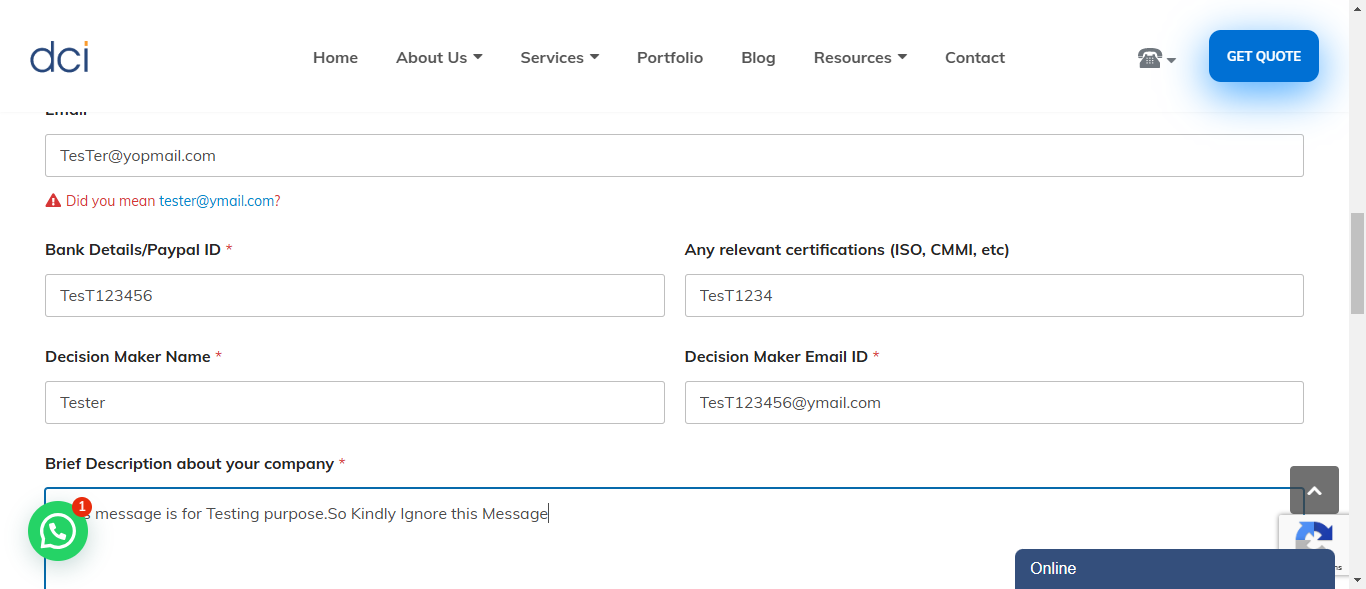 dci
Home About Us Services Portfolio Blog Resources Contact GET QUOTE
TesTer@yopmail.com
Did you mean tester@ymail.com?
Bank Details/Paypal ID * Any relevant certifications (ISO, CMMI, etc)
TesT123456 TesT1234
Decision Maker Name * Decision Maker Email ID *
Tester TesT123456@ymail.com
Brief Description about your company *
1
message is for Testing purpose.So Kindly Ignore this Message
Online